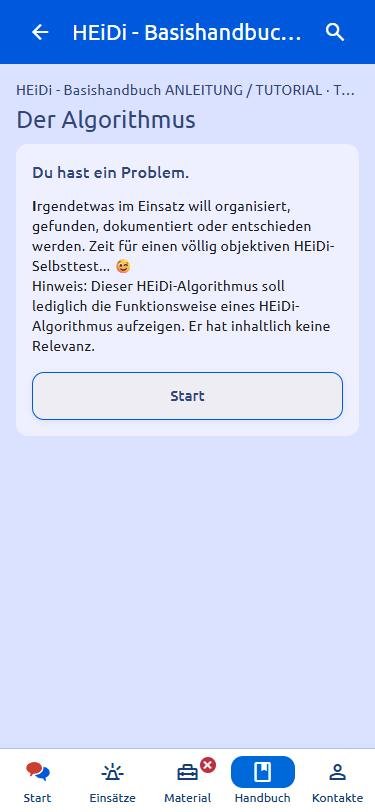 HEiDi - Basishandbuc...
HEiDi - Basishandbuch ANLEITUNG / TUTORIAL · T...
Der Algorithmus
Du hast ein Problem.
Irgendetwas im Einsatz will organisiert,
gefunden, dokumentiert oder entschieden
werden. Zeit für einen völlig objektiven HEiDi-
Selbsttest... 😉
Hinweis: Dieser HEiDi-Algorithmus soll
lediglich die Funktionsweise eines HEiDi-
Algorithmus aufzeigen. Er hat inhaltlich keine
Relevanz.
Start
Start Einsätze Material Handbuch Kontakte